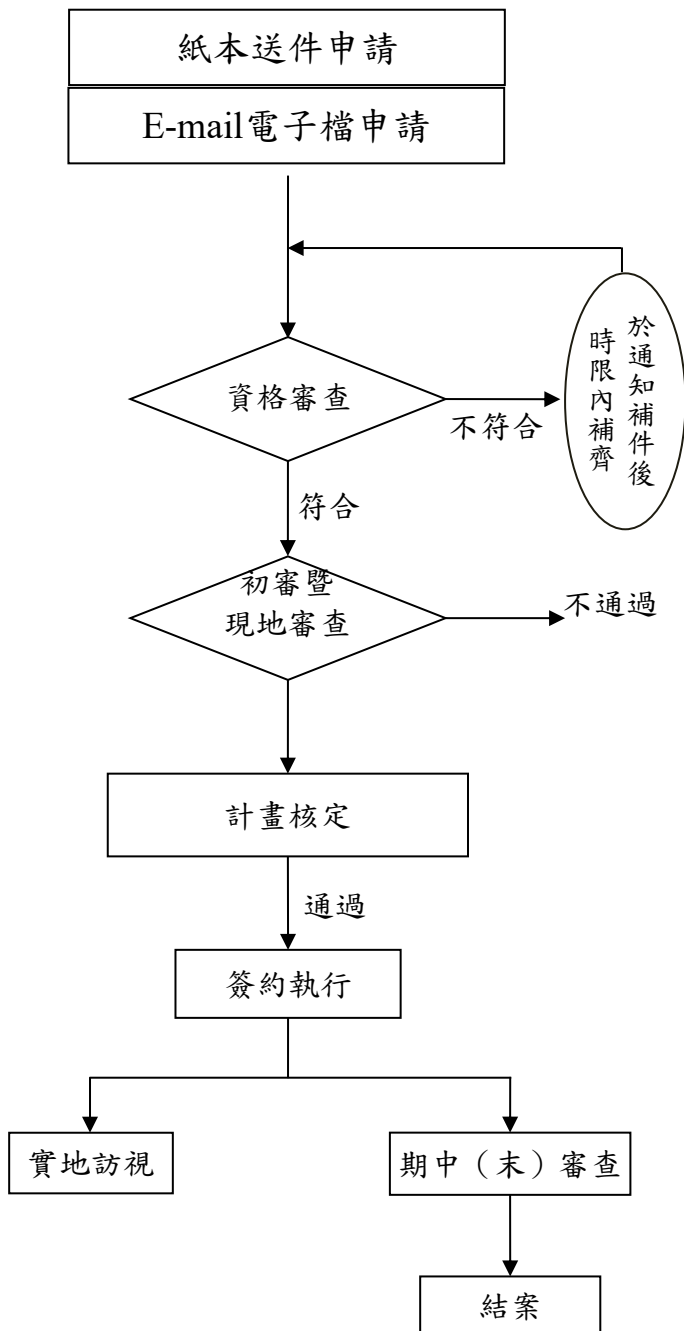 紙本送件申請
E-mail電子檔申請
於通知補件後
時限內補齊
資格審查
不符合
符合
初審暨
現地審查
不通過
計畫核定
通過
簽約執行
實地訪視
期中（末）審查
結案